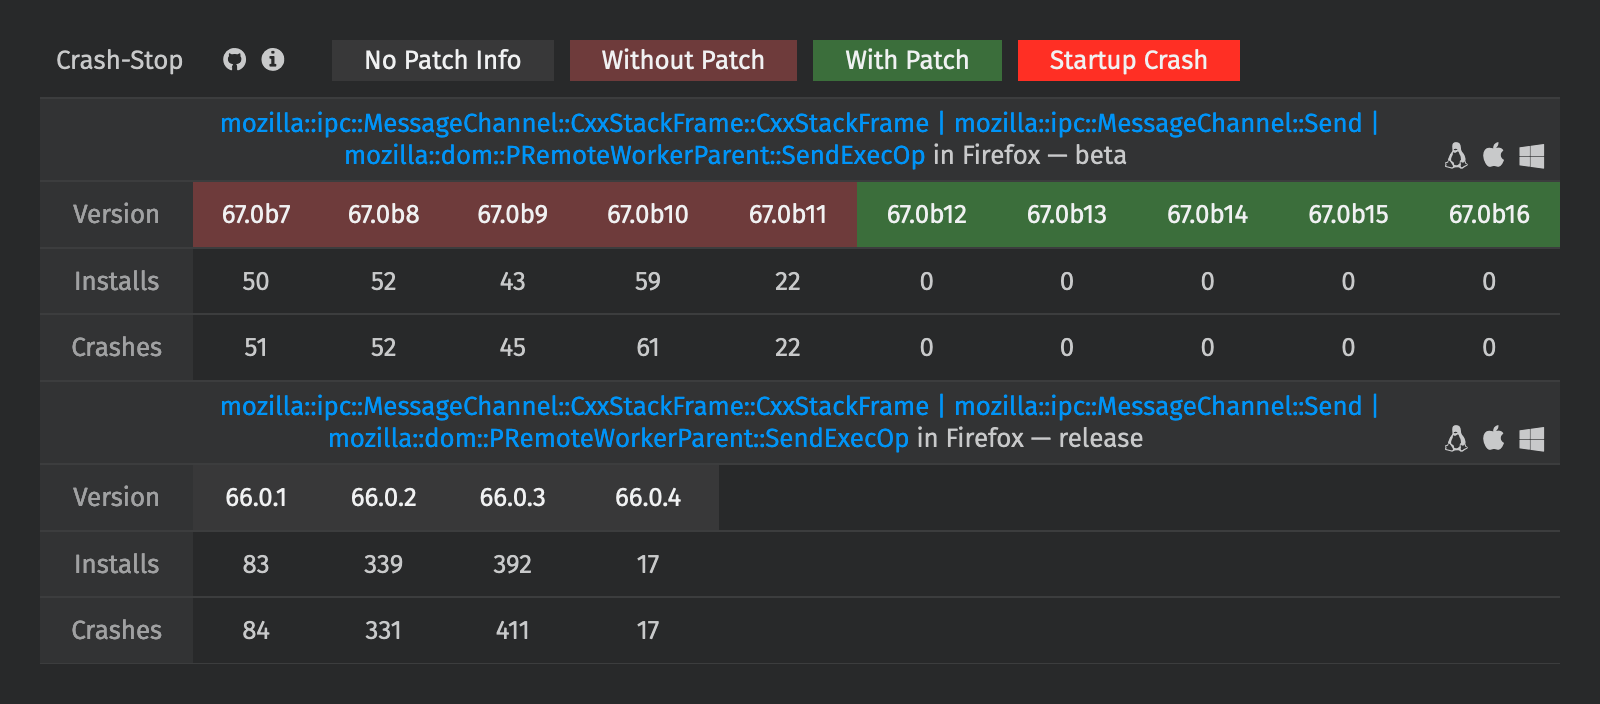 Crash-Stop No Patch Info Without Patch With Patch Startup Crash
mozilla::ipc::MessageChannel::CxxStackFrame::CxxStackFrame | mozilla::ipc::MessageChannel::Send |
mozilla::dom::PRemoteWorkerParent::SendExecOp in Firefox — beta
Version 67.0b7 67.0b8 67.0b9 67.0b10 67.0b11 67.0b12 67.0b13 67.0b14 67.0b15 67.0b16
Installs 50 52 43 59 22 0 0 0 0 0
Crashes 51 52 45 61 22 0 0 0 0 0
mozilla::ipc::MessageChannel::CxxStackFrame::CxxStackFrame | mozilla::ipc::MessageChannel::Send |
mozilla::dom::PRemoteWorkerParent::SendExecOp in Firefox — release
Version 66.0.1 66.0.2 66.0.3 66.0.4
Installs 83 339 392 17
Crashes 84 331 411 17